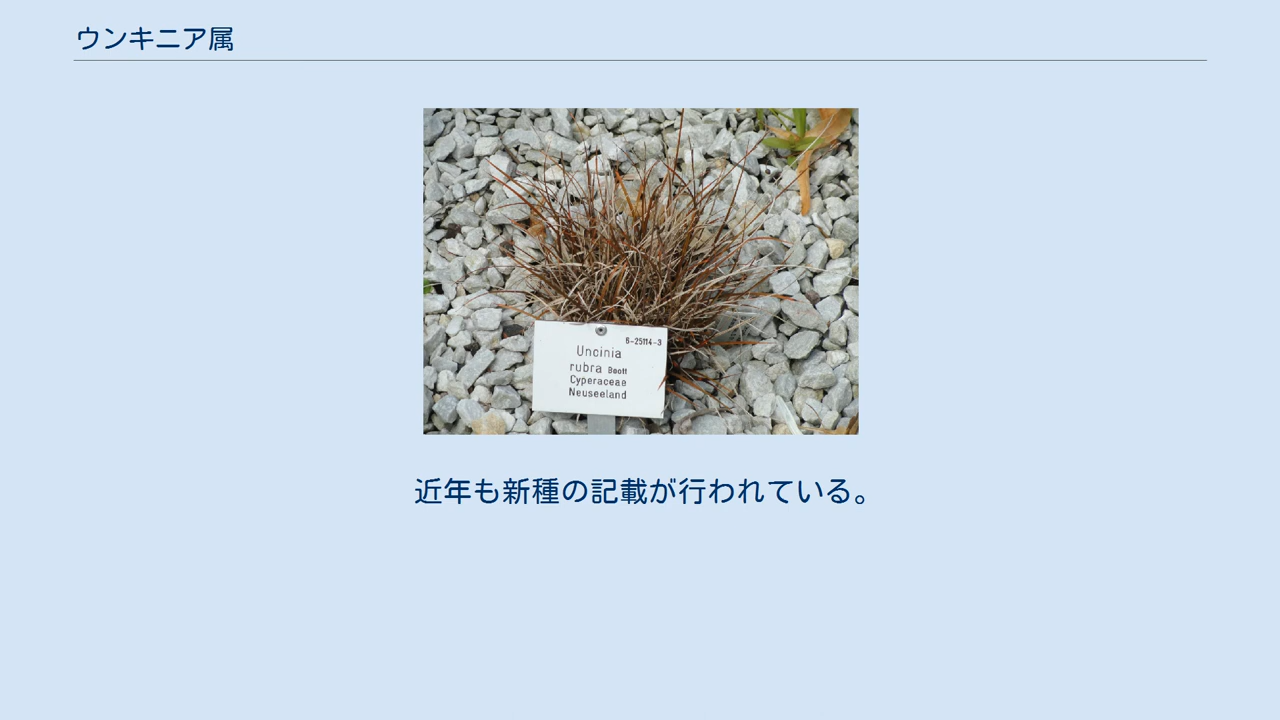 ウンキニア属
6-25114-3
Uncinia
rubra Boott
Cyperaceae
Neuseeland
近年も新種の記載が行われている。